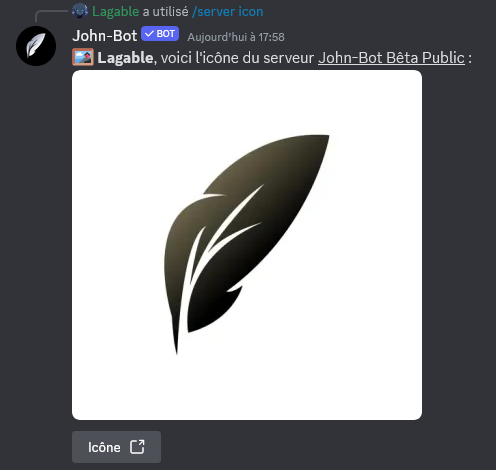 Lagable a utilisé /server icon
John-Bot ✓ BOT Aujourd'hui à 17:58
Lagable, voici l'icône du serveur John-Bot Bêta Public :
Icône